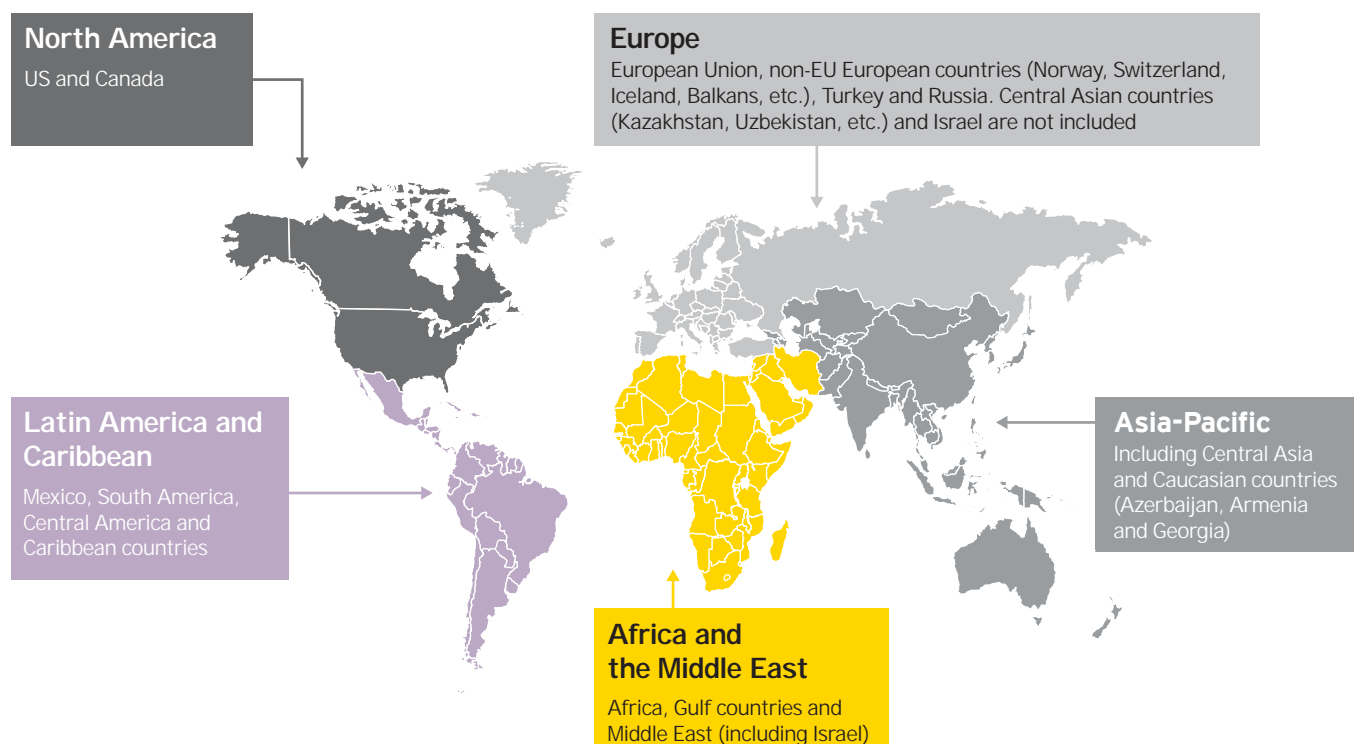 North America
US and Canada
Europe
European Union, non-EU European countries (Norway, Switzerland,
Iceland, Balkans, etc.), Turkey and Russia. Central Asian countries
(Kazakhstan, Uzbekistan, etc.) and Israel are not included
Latin America and
Caribbean
Mexico, South America,
Central America and
Caribbean countries
Asia-Pacific
Including Central Asia
and Caucasian countries
(Azerbaijan, Armenia
and Georgia)
Africa and
the Middle East
Africa, Gulf countries and
Middle East (including Israel)